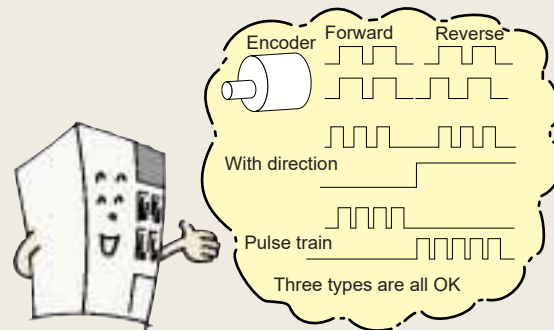 Forward Reverse
Encoder
With direction
Pulse train
Three types are all OK